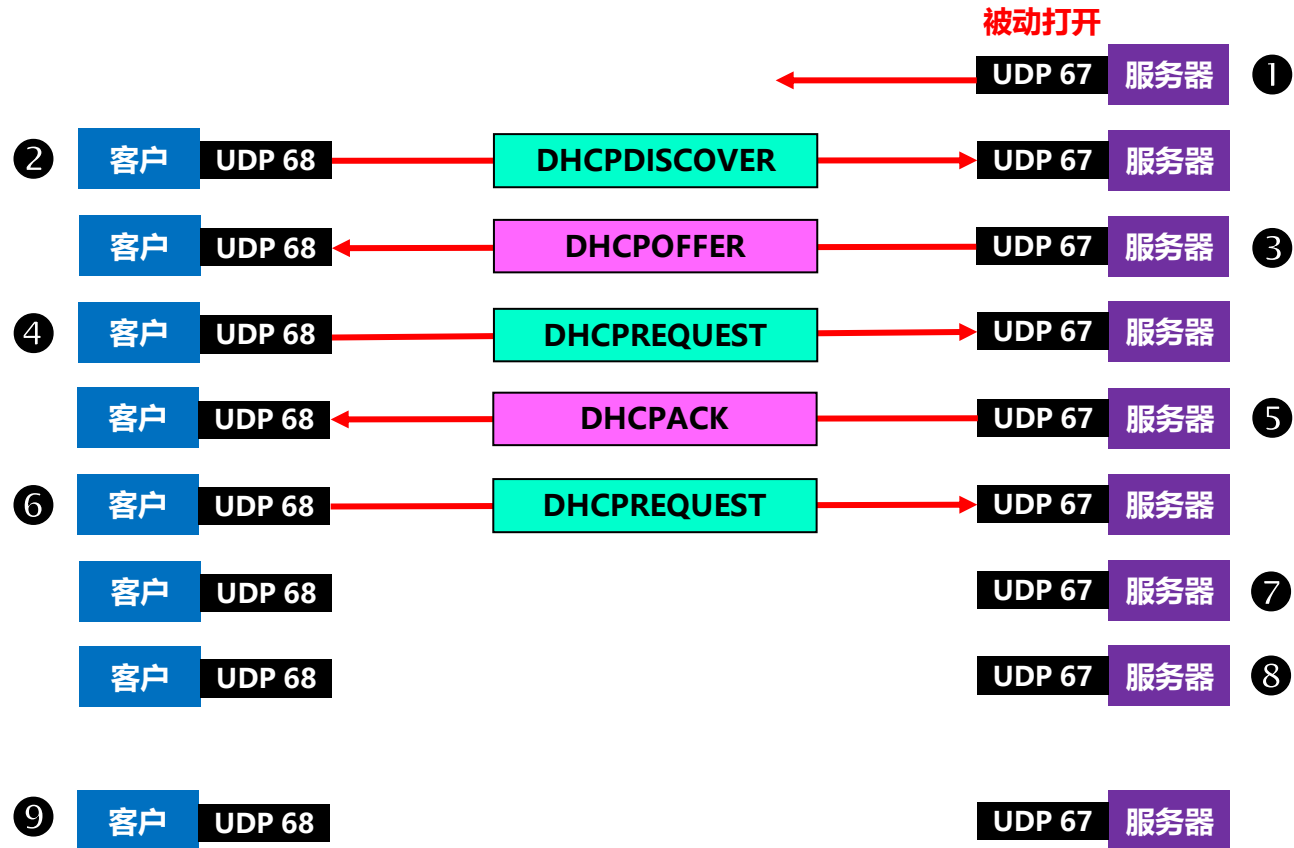 被动打开
UDP 67 服务器 ❶
❷ 客户 UDP 68 DHCPDISCOVER UDP 67 服务器
客户 UDP 68 DHCPOFFER UDP 67 服务器 ❸
❹ 客户 UDP 68 DHCPREQUEST UDP 67 服务器
客户 UDP 68 DHCPACK UDP 67 服务器 ❺
❻ 客户 UDP 68 DHCPREQUEST UDP 67 服务器
客户 UDP 68 UDP 67 服务器 ❼
客户 UDP 68 UDP 67 服务器 ❽
❾ 客户 UDP 68 UDP 67 服务器